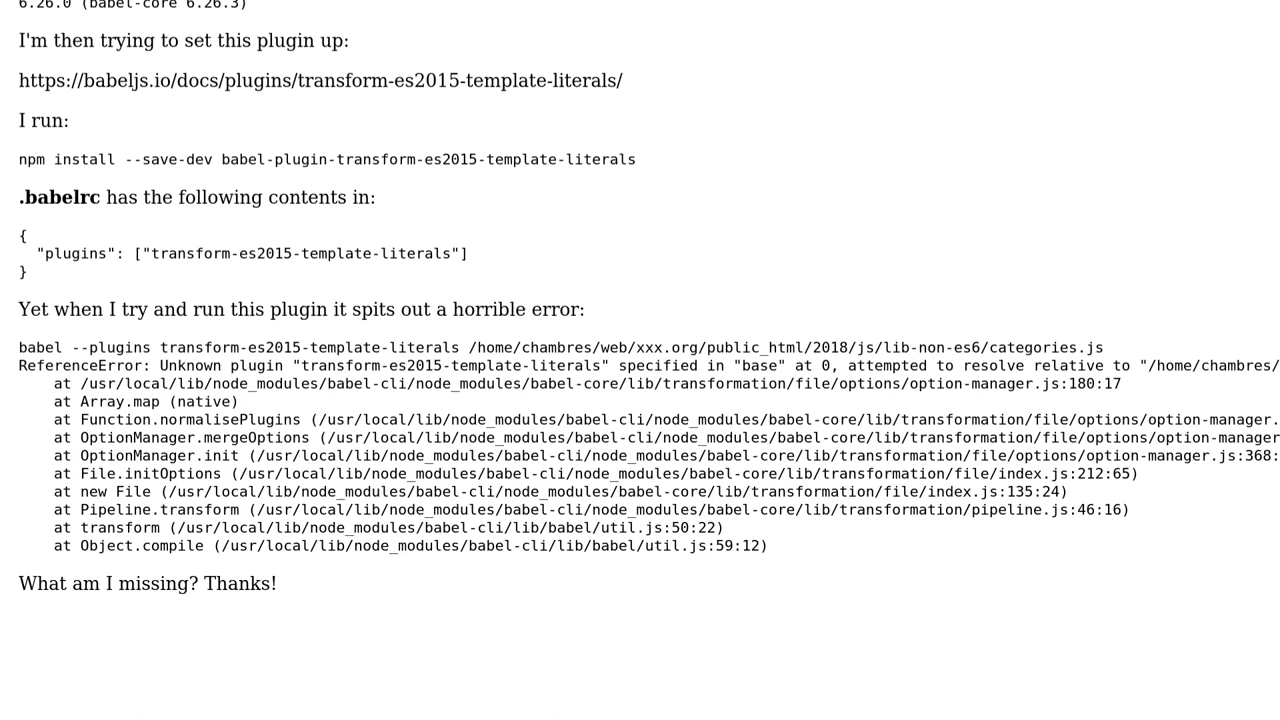 6.26.0 (babel-core 6.26.3)
I'm then trying to set this plugin up:
https://babeljs.io/docs/plugins/transform-es2015-template-literals/
I run:
npm install --save-dev babel-plugin-transform-es2015-template-literals
.babelrc has the following contents in:
{
  "plugins": ["transform-es2015-template-literals"]
}
Yet when I try and run this plugin it spits out a horrible error:
babel --plugins transform-es2015-template-literals /home/chambres/web/xxx.org/public_html/2018/js/lib-non-es6/categories.js
ReferenceError: Unknown plugin "transform-es2015-template-literals" specified in "base" at 0, attempted to resolve relative to "/home/chambres/
    at /usr/local/lib/node_modules/babel-cli/node_modules/babel-core/lib/transformation/file/options/option-manager.js:180:17
    at Array.map (native)
    at Function.normalisePlugins (/usr/local/lib/node_modules/babel-cli/node_modules/babel-core/lib/transformation/file/options/option-manager.
    at OptionManager.mergeOptions (/usr/local/lib/node_modules/babel-cli/node_modules/babel-core/lib/transformation/file/options/option-manager
    at OptionManager.init (/usr/local/lib/node_modules/babel-cli/node_modules/babel-core/lib/transformation/file/options/option-manager.js:368:
    at File.initOptions (/usr/local/lib/node_modules/babel-cli/node_modules/babel-core/lib/transformation/file/index.js:212:65)
    at new File (/usr/local/lib/node_modules/babel-cli/node_modules/babel-core/lib/transformation/file/index.js:135:24)
    at Pipeline.transform (/usr/local/lib/node_modules/babel-cli/node_modules/babel-core/lib/transformation/pipeline.js:46:16)
    at transform (/usr/local/lib/node_modules/babel-cli/lib/babel/util.js:50:22)
    at Object.compile (/usr/local/lib/node_modules/babel-cli/lib/babel/util.js:59:12)
What am I missing? Thanks!